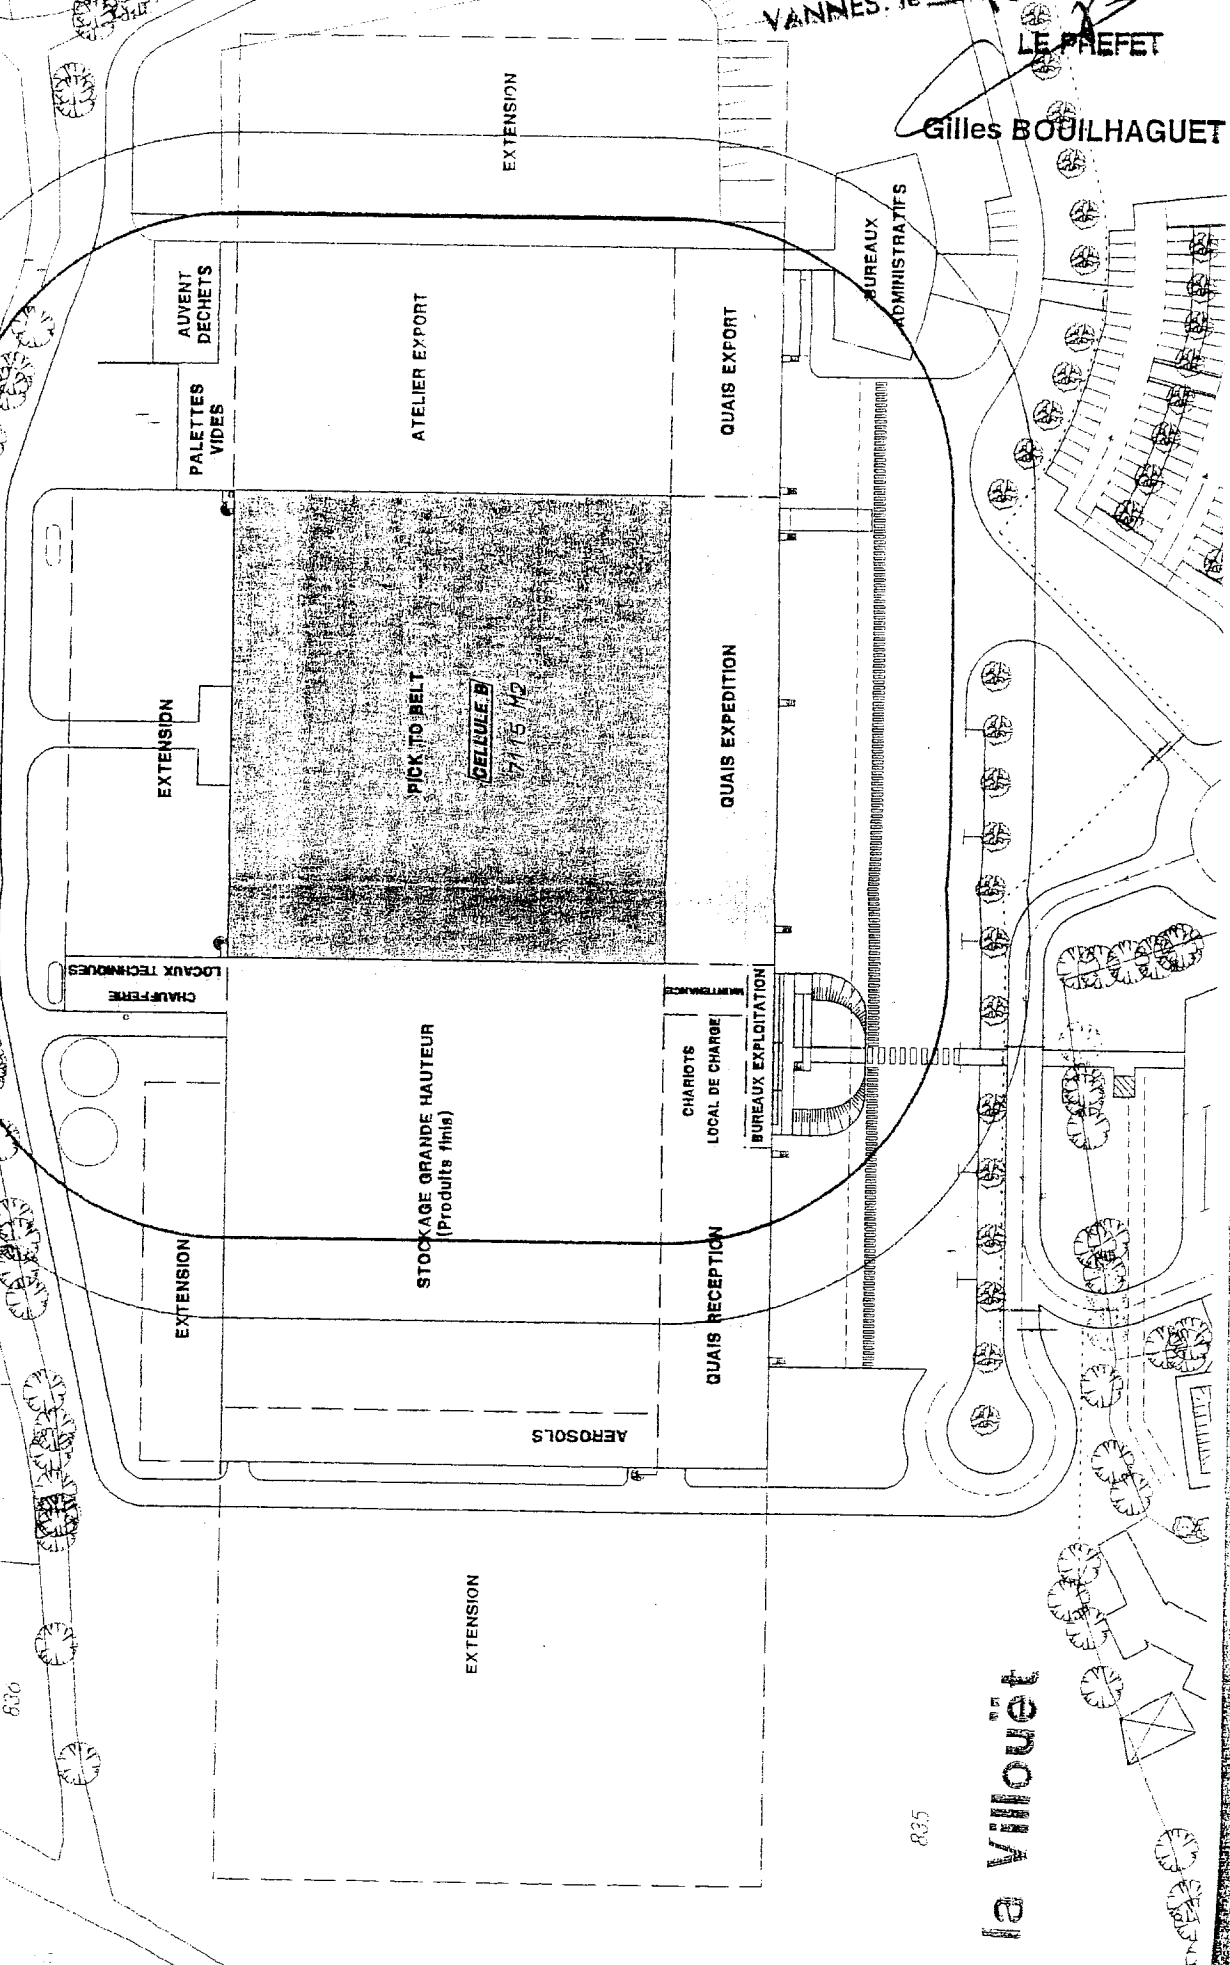 VANNES. le
LE PREFET
Gilles BOUILHAGUET
EXTENSION
BUREAUX
ADMINISTRATIFS
AUVENT
DECHETS
ATELIER EXPORT
QUAIS EXPORT
PALETTES
VIDES
EXTENSION
PICK TO BELT
CELLULE B
7115 M2
QUAIS EXPEDITION
LOCAUX TECHNIQUES
CHAUFFERIE
MAINTENANCE
STOCKAGE GRANDE HAUTEUR
(Produits finis)
CHARIOTS
LOCAL DE CHARGE
BUREAUX EXPLOITATION
EXTENSION
QUAIS RECEPTION
AEROSOLS
EXTENSION
836
835
la Villouët